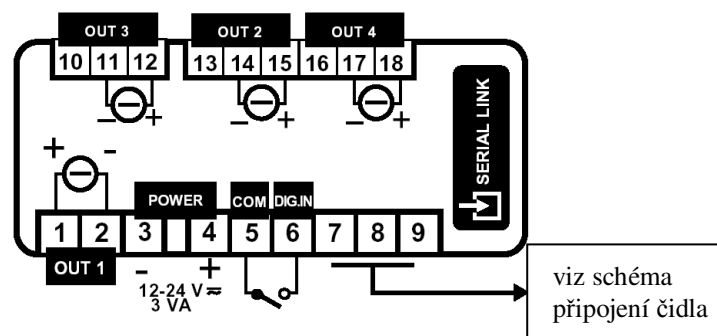 OUT 3 OUT 2 OUT 4
10 11 12 13 14 15 16 17 18
- + - + - +
SERIAL LINK
+ -
POWER COM DIG.IN
1 2 3 4 5 6 7 8 9
OUT 1 - +
12-24 V ≂
3 VA
viz schéma
připojení čidla